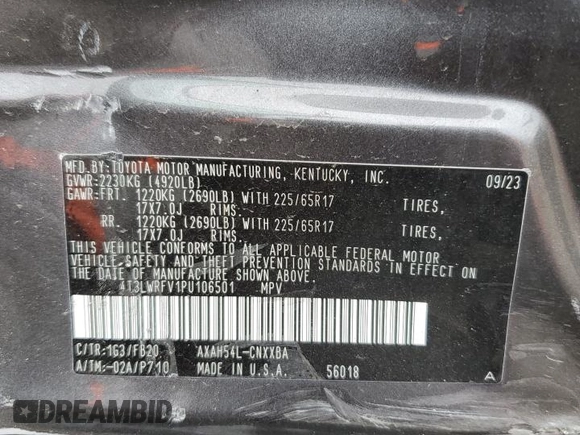 MFD.BY:TOYOTA MOTOR MANUFACTURING, KENTUCKY, INC.
GVWR:2230KG (4920LB) 09/23
GAWR:FRT. 1220KG (2690LB) WITH 225/65R17 TIRES,
17X7.0J RIMS.
RR. 1220KG (2690LB) WITH 225/65R17 TIRES,
17X7.0J RIMS.
THIS VEHICLE CONFORMS TO ALL APPLICABLE FEDERAL MOTOR
VEHICLE SAFETY AND THEFT PREVENTION STANDARDS IN EFFECT ON
THE DATE OF MANUFACTURE SHOWN ABOVE.
4T3LWRFV1PU106501 MPV
C/TR:1G3/FB20 AXAH54L-CNXXBA
A/TM:-02A/P710 MADE IN U.S.A. 56018 A
DREAMBID